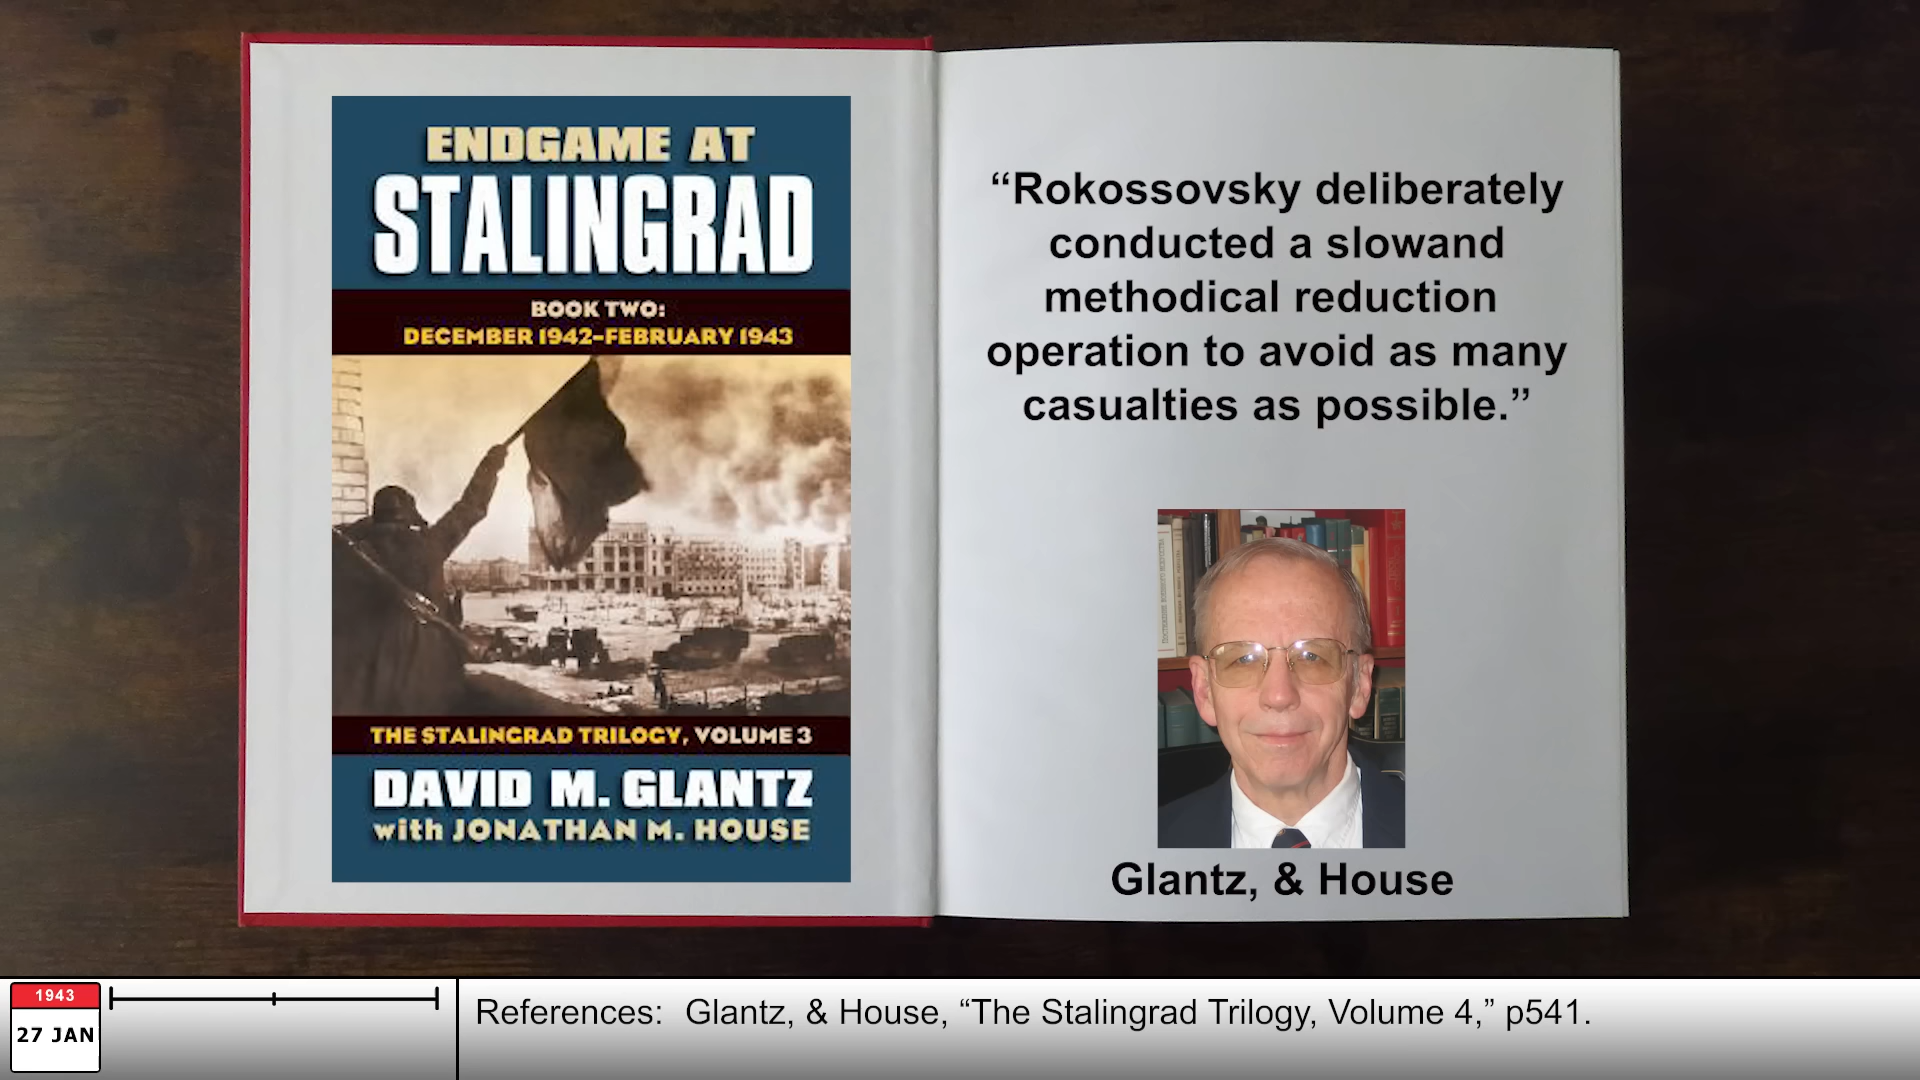 ENDGAME AT
STALINGRAD
BOOK TWO:
DECEMBER 1942–FEBRUARY 1943
THE STALINGRAD TRILOGY, VOLUME 3
DAVID M. GLANTZ
with JONATHAN M. HOUSE
“Rokossovsky deliberately
conducted a slowand
methodical reduction
operation to avoid as many
casualties as possible.”
Glantz, & House
1943
27 JAN
References: Glantz, & House, “The Stalingrad Trilogy, Volume 4,” p541.